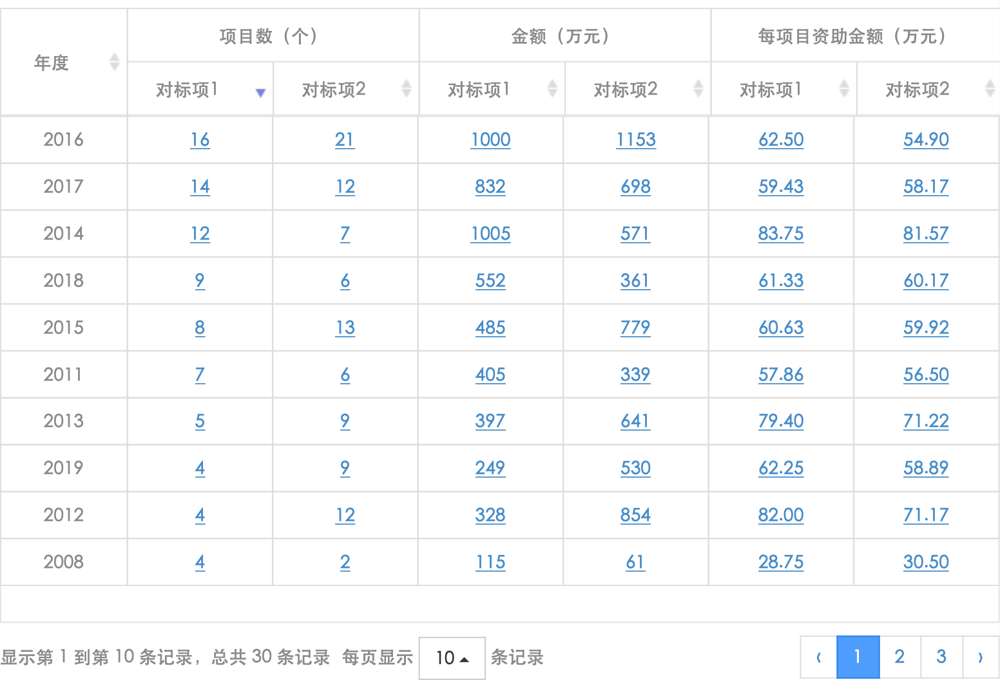 年度 项目数（个） 金额（万元） 每项目资助金额（万元）
对标项1 对标项2 对标项1 对标项2 对标项1 对标项2
2016 16 21 1000 1153 62.50 54.90
2017 14 12 832 698 59.43 58.17
2014 12 7 1005 571 83.75 81.57
2018 9 6 552 361 61.33 60.17
2015 8 13 485 779 60.63 59.92
2011 7 6 405 339 57.86 56.50
2013 5 9 397 641 79.40 71.22
2019 4 9 249 530 62.25 58.89
2012 4 12 328 854 82.00 71.17
2008 4 2 115 61 28.75 30.50
显示第 1 到第 10 条记录，总共 30 条记录 每页显示 10 条记录 ‹ 1 2 3 ›